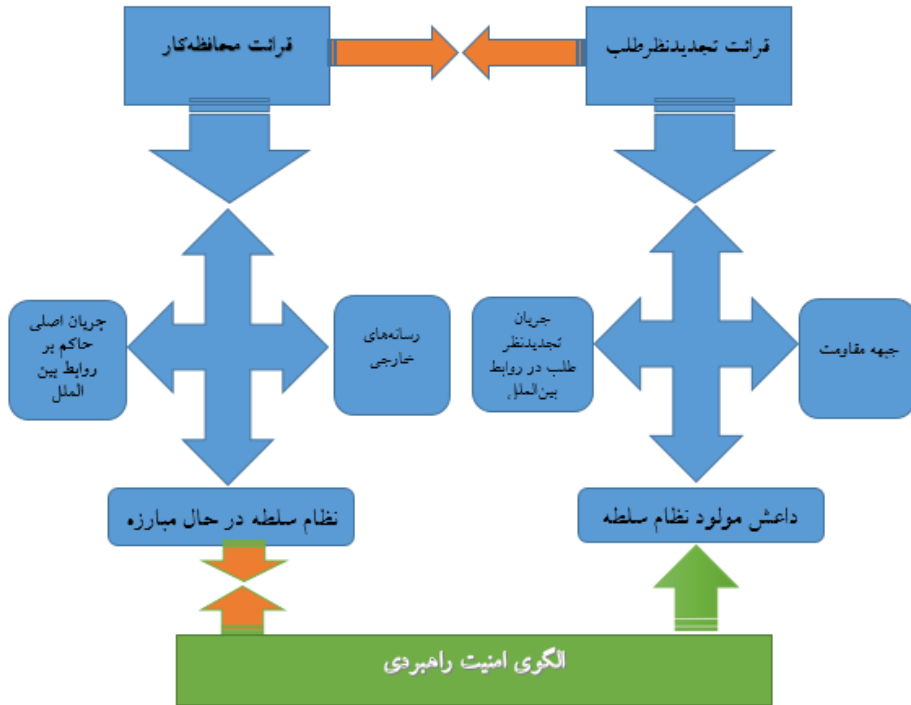 قرائت تجدیدنظرطلب
قرائت محافظه‌کار
جبهه مقاومت
جریان
تجدیدنظر
طلب در روابط
بین‌الملل
رسانه‌های
خارجی
جریان اصلی
حاکم بر
روابط بین
الملل
داعش مولود نظام سلطه
نظام سلطه در حال مبارزه
الگوی امنیت راهبردی